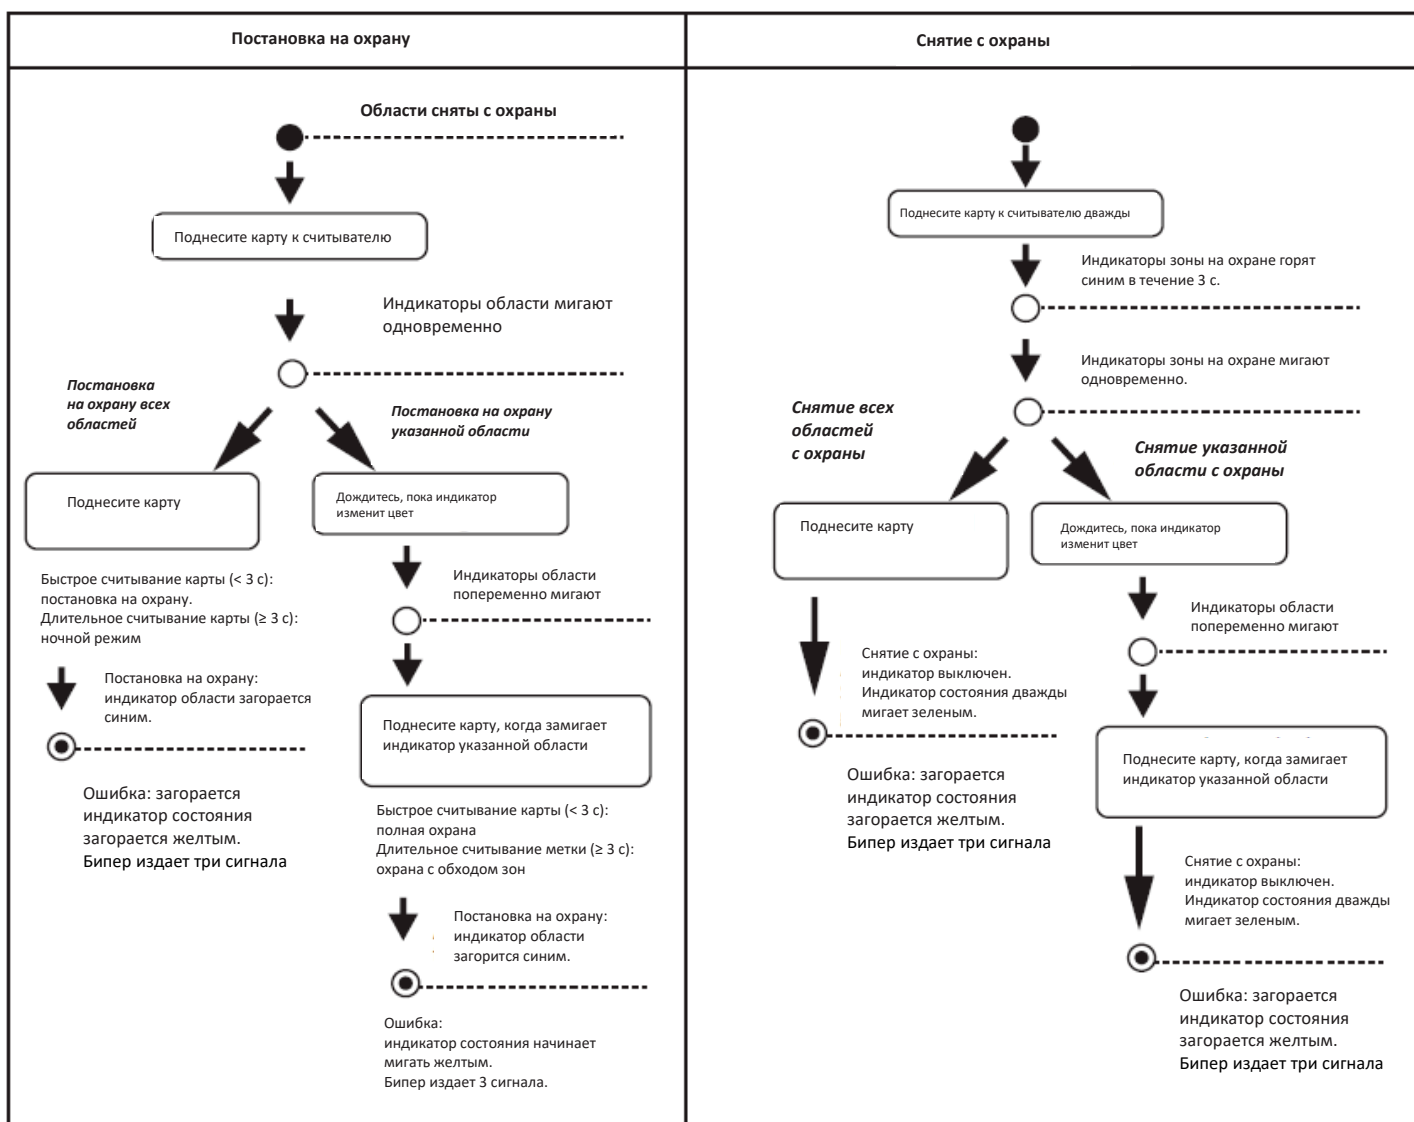 Постановка на охрану
Области сняты с охраны
Поднесите карту к считывателю
Индикаторы области мигают
одновременно
Постановка
на охрану всех
областей
Постановка на охрану
указанной области
Поднесите карту
Дождитесь, пока индикатор
изменит цвет
Быстрое считывание карты (< 3 с):
постановка на охрану.
Длительное считывание карты (≥ 3 с):
ночной режим
Индикаторы области
попеременно мигают
Постановка на охрану:
индикатор области загорается
синим.
Ошибка: загорается
индикатор состояния
загорается желтым.
Бипер издает три сигнала
Поднесите карту, когда замигает
индикатор указанной области
Быстрое считывание карты (< 3 с):
полная охрана
Длительное считывание метки (≥ 3 с):
охрана с обходом зон
Постановка на охрану:
индикатор области
загорится синим.
Ошибка:
индикатор состояния начинает
мигать желтым.
Бипер издает 3 сигнала.
Снятие с охраны
Поднесите карту к считывателю дважды
Индикаторы зоны на охране горят
синим в течение 3 с.
Индикаторы зоны на охране мигают
одновременно.
Снятие всех
областей
с охраны
Снятие указанной
области с охраны
Поднесите карту
Дождитесь, пока индикатор
изменит цвет
Индикаторы области
попеременно мигают
Снятие с охраны:
индикатор выключен.
Индикатор состояния дважды
мигает зеленым.
Ошибка: загорается
индикатор состояния
загорается желтым.
Бипер издает три сигнала
Поднесите карту, когда замигает
индикатор указанной области
Снятие с охраны:
индикатор выключен.
Индикатор состояния дважды
мигает зеленым.
Ошибка: загорается
индикатор состояния
загорается желтым.
Бипер издает три сигнала